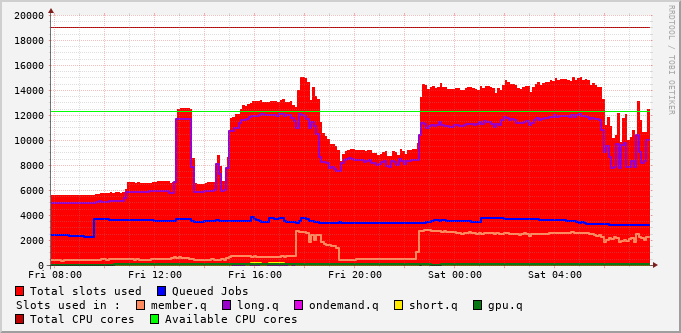 20000
18000
16000
14000
12000
10000
8000
6000
4000
2000
0
Fri 08:00 Fri 12:00 Fri 16:00 Fri 20:00 Sat 00:00 Sat 04:00
Total slots used Queued Jobs
Slots used in : member.q long.q ondemand.q short.q gpu.q
Total CPU cores Available CPU cores
RRDTOOL / TOBI OETIKER